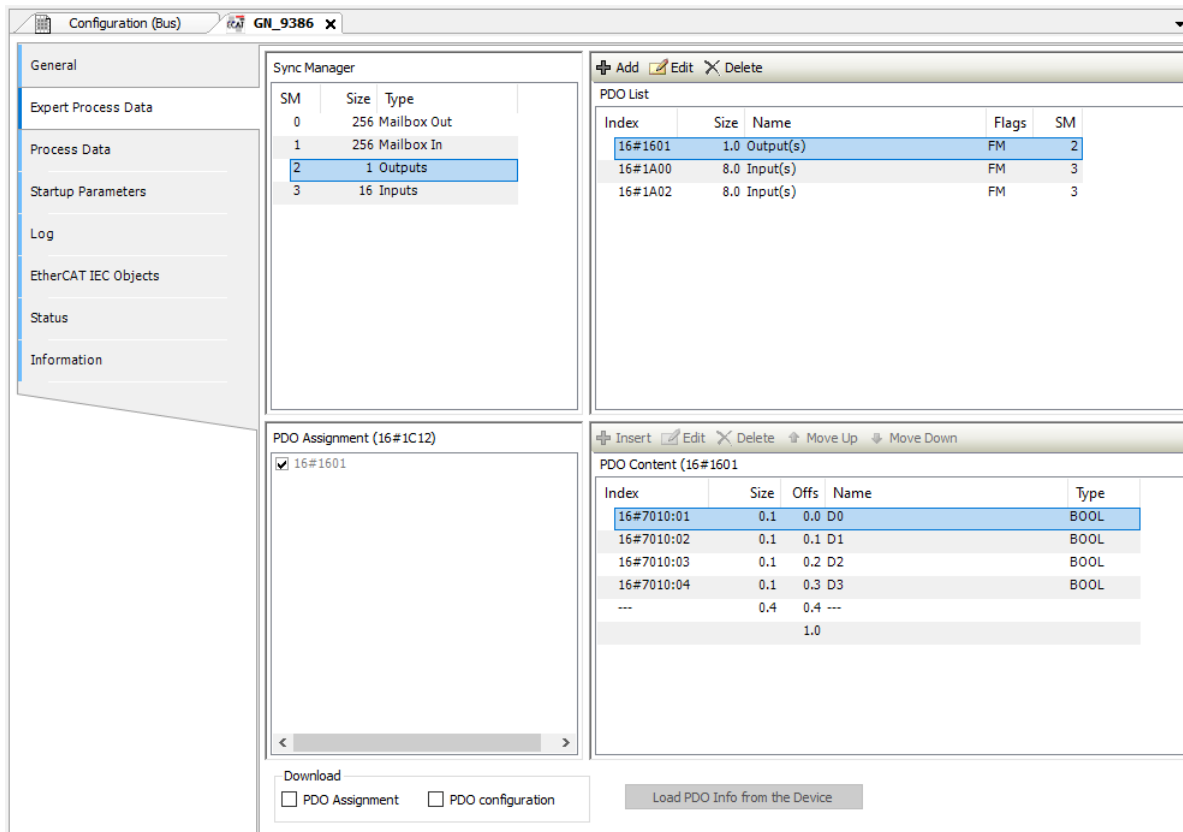 Configuration (Bus)
ECAT GN_9386
General
Expert Process Data
Process Data
Startup Parameters
Log
EtherCAT IEC Objects
Status
Information
Sync Manager
SM Size Type
0 256 Mailbox Out
1 256 Mailbox In
2 1 Outputs
3 16 Inputs
Add Edit Delete
PDO List
Index Size Name Flags SM
16#1601 1.0 Output(s) FM 2
16#1A00 8.0 Input(s) FM 3
16#1A02 8.0 Input(s) FM 3
PDO Assignment (16#1C12)
16#1601
Insert Edit Delete Move Up Move Down
PDO Content (16#1601
Index Size Offs Name Type
16#7010:01 0.1 0.0 D0 BOOL
16#7010:02 0.1 0.1 D1 BOOL
16#7010:03 0.1 0.2 D2 BOOL
16#7010:04 0.1 0.3 D3 BOOL
--- 0.4 0.4 ---
1.0
Download
PDO Assignment PDO configuration
Load PDO Info from the Device